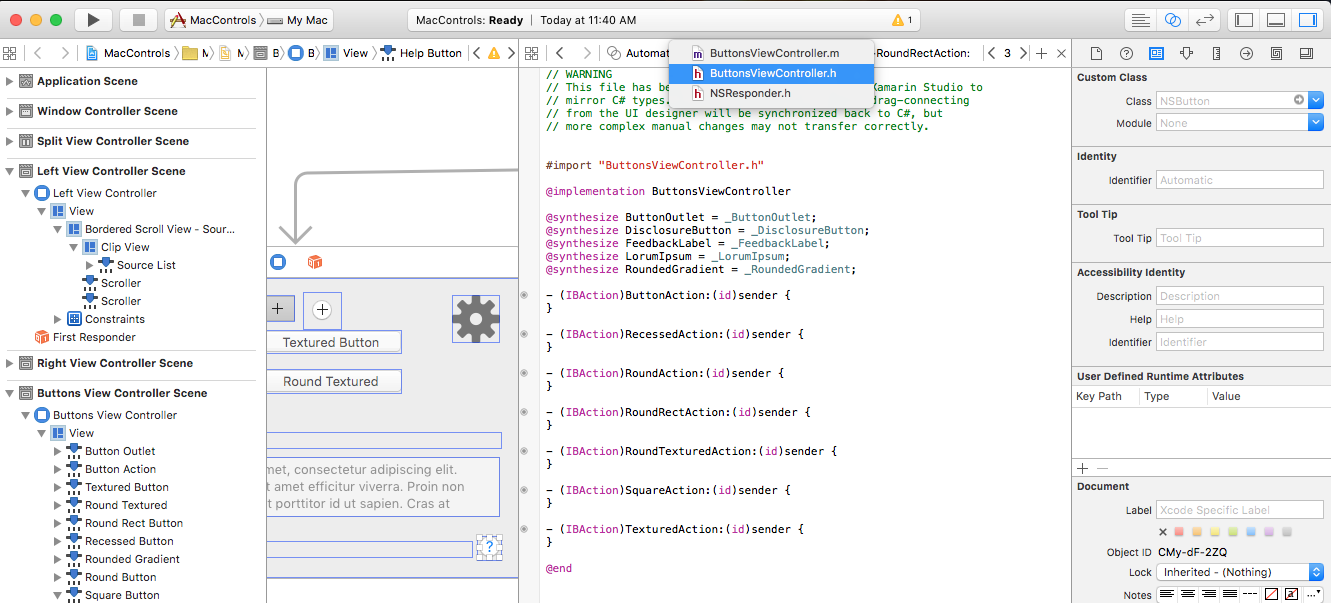 MacControls
My Mac
MacControls: Ready | Today at 11:40 AM
1
MacControls
M
M
B
B
View
Help Button
Automat
ButtonsViewController.m
ButtonsViewController.h
NSResponder.h
RoundRectAction:
3
Application Scene
Window Controller Scene
Split View Controller Scene
Left View Controller Scene
Left View Controller
View
Bordered Scroll View - Sour...
Clip View
Source List
Scroller
Scroller
Constraints
First Responder
Right View Controller Scene
Buttons View Controller Scene
Buttons View Controller
View
Button Outlet
Button Action
Textured Button
Round Textured
Round Rect Button
Recessed Button
Rounded Gradient
Round Button
Square Button
Textured Button
Round Textured
met, consectetur adipiscing elit.
t amet efficitur viverra. Proin non
t porttitor id ut sapien. Cras at
?
// WARNING
// This file has be Xamarin Studio to
// mirror C# types. drag-connecting
// from the UI designer will be synchronized back to C#, but
// more complex manual changes may not transfer correctly.
#import "ButtonsViewController.h"
@implementation ButtonsViewController
@synthesize ButtonOutlet = _ButtonOutlet;
@synthesize DisclosureButton = _DisclosureButton;
@synthesize FeedbackLabel = _FeedbackLabel;
@synthesize LorumIpsum = _LorumIpsum;
@synthesize RoundedGradient = _RoundedGradient;
- (IBAction)ButtonAction:(id)sender {
}
- (IBAction)RecessedAction:(id)sender {
}
- (IBAction)RoundAction:(id)sender {
}
- (IBAction)RoundRectAction:(id)sender {
}
- (IBAction)RoundTexturedAction:(id)sender {
}
- (IBAction)SquareAction:(id)sender {
}
- (IBAction)TexturedAction:(id)sender {
}
@end
Custom Class
Class NSButton
Module None
Identity
Identifier Automatic
Tool Tip
Tool Tip Tool Tip
Accessibility Identity
Description Description
Help Help
Identifier Identifier
User Defined Runtime Attributes
Key Path Type Value
Document
Label Xcode Specific Label
Object ID CMy-dF-2ZQ
Lock Inherited - (Nothing)
Notes